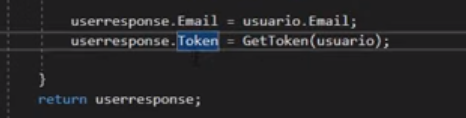 userresponse.Email = usuario.Email;
userresponse.Token = GetToken(usuario);
}
return userresponse;